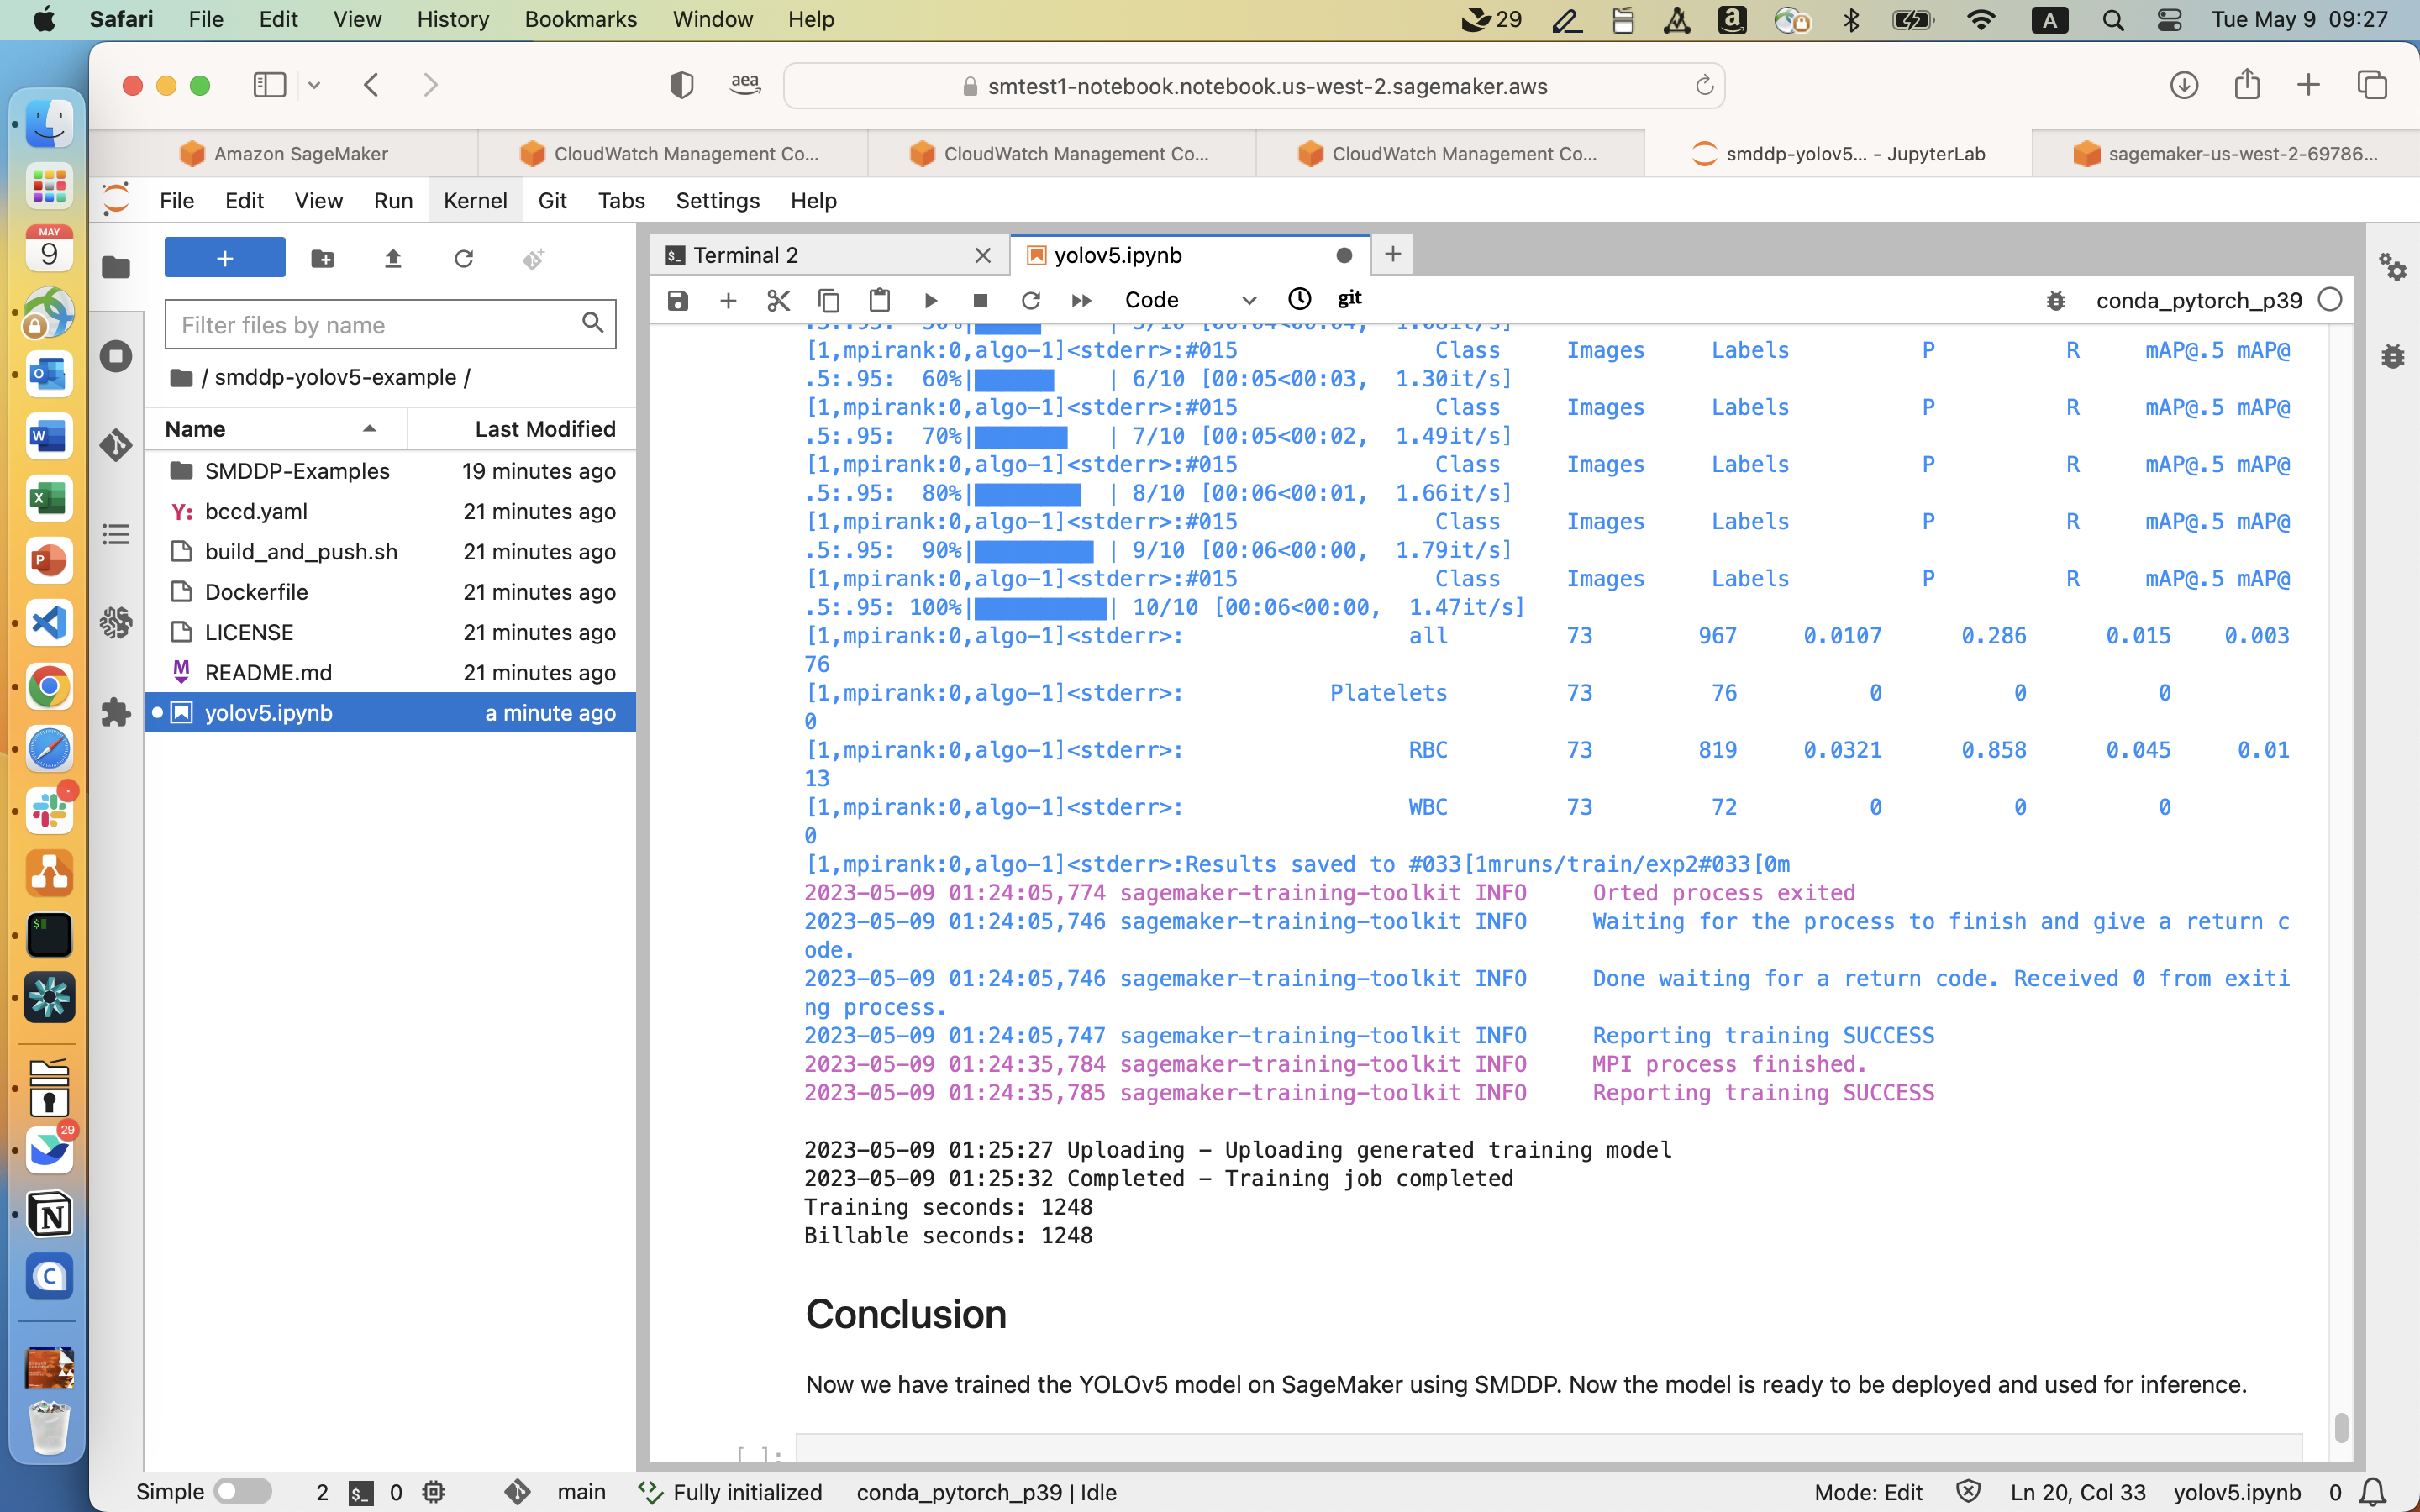 Safari File Edit View History Bookmarks Window Help 29 A Tue May 9 09:27
aea smtest1-notebook.notebook.us-west-2.sagemaker.aws
Amazon SageMaker CloudWatch Management Co... CloudWatch Management Co... CloudWatch Management Co... smddp-yolov5... - JupyterLab sagemaker-us-west-2-69786...
File Edit View Run Kernel Git Tabs Settings Help
MAY
9
+
Terminal 2
yolov5.ipynb
Code
git
conda_pytorch_p39
Filter files by name
/ smddp-yolov5-example /
Name Last Modified
SMDDP-Examples 19 minutes ago
Y: bccd.yaml 21 minutes ago
build_and_push.sh 21 minutes ago
Dockerfile 21 minutes ago
LICENSE 21 minutes ago
M README.md 21 minutes ago
yolov5.ipynb a minute ago
[1,mpirank:0,algo-1]<stderr>:#015 Class Images Labels P R mAP@.5 mAP@
.5:.95: 60%| | 6/10 [00:05<00:03, 1.30it/s]
[1,mpirank:0,algo-1]<stderr>:#015 Class Images Labels P R mAP@.5 mAP@
.5:.95: 70%| | 7/10 [00:05<00:02, 1.49it/s]
[1,mpirank:0,algo-1]<stderr>:#015 Class Images Labels P R mAP@.5 mAP@
.5:.95: 80%| | 8/10 [00:06<00:01, 1.66it/s]
[1,mpirank:0,algo-1]<stderr>:#015 Class Images Labels P R mAP@.5 mAP@
.5:.95: 90%| | 9/10 [00:06<00:00, 1.79it/s]
[1,mpirank:0,algo-1]<stderr>:#015 Class Images Labels P R mAP@.5 mAP@
.5:.95: 100%| | 10/10 [00:06<00:00, 1.47it/s]
[1,mpirank:0,algo-1]<stderr>: all 73 967 0.0107 0.286 0.015 0.003
76
[1,mpirank:0,algo-1]<stderr>: Platelets 73 76 0 0 0
0
[1,mpirank:0,algo-1]<stderr>: RBC 73 819 0.0321 0.858 0.045 0.01
13
[1,mpirank:0,algo-1]<stderr>: WBC 73 72 0 0 0
0
[1,mpirank:0,algo-1]<stderr>:Results saved to #033[1mruns/train/exp2#033[0m
2023-05-09 01:24:05,774 sagemaker-training-toolkit INFO Orted process exited
2023-05-09 01:24:05,746 sagemaker-training-toolkit INFO Waiting for the process to finish and give a return c
ode.
2023-05-09 01:24:05,746 sagemaker-training-toolkit INFO Done waiting for a return code. Received 0 from exiti
ng process.
2023-05-09 01:24:05,747 sagemaker-training-toolkit INFO Reporting training SUCCESS
2023-05-09 01:24:35,784 sagemaker-training-toolkit INFO MPI process finished.
2023-05-09 01:24:35,785 sagemaker-training-toolkit INFO Reporting training SUCCESS
2023-05-09 01:25:27 Uploading - Uploading generated training model
2023-05-09 01:25:32 Completed - Training job completed
Training seconds: 1248
Billable seconds: 1248
Conclusion
Now we have trained the YOLOv5 model on SageMaker using SMDDP. Now the model is ready to be deployed and used for inference.
[ ]:
29
Simple 2 $_ 0 main Fully initialized conda_pytorch_p39 | Idle Mode: Edit Ln 20, Col 33 yolov5.ipynb 0